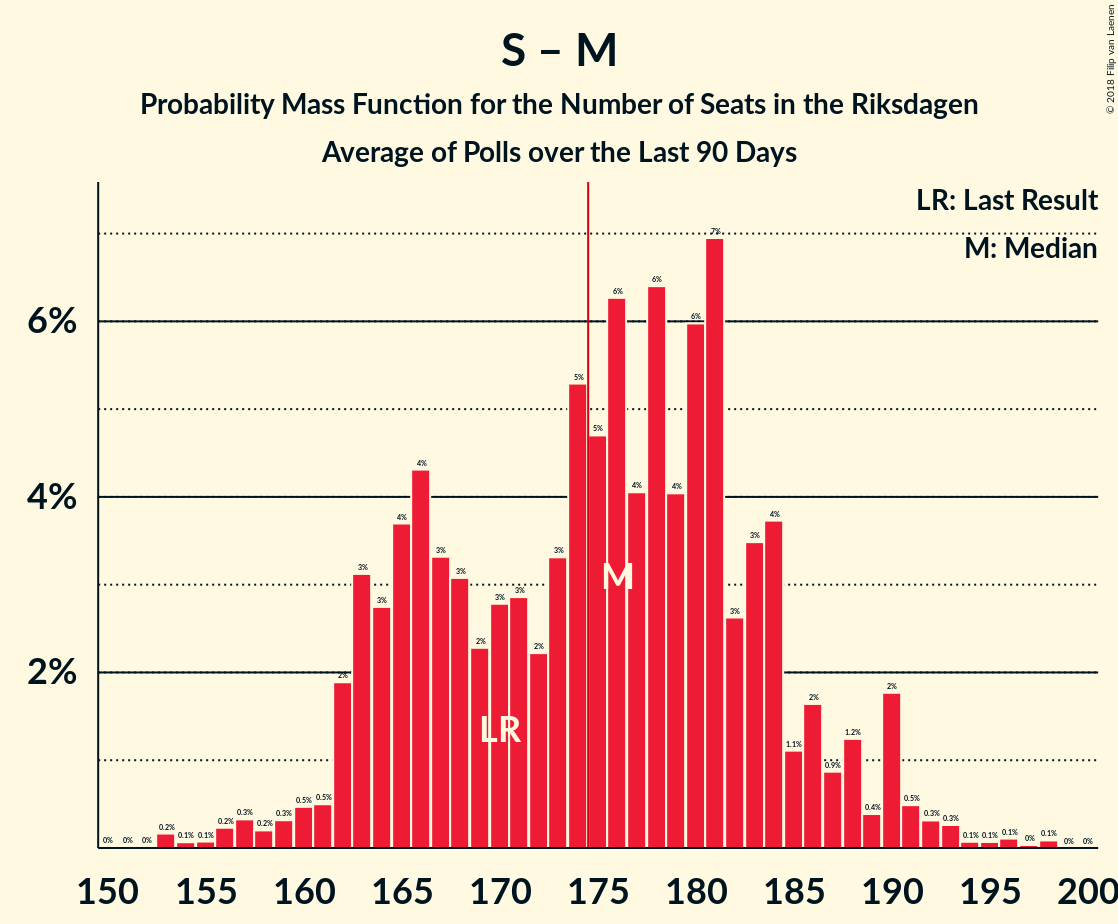 © 2018 Filip van Laenen
S – M
Probability Mass Function for the Number of Seats in the Riksdagen
Average of Polls over the Last 90 Days
LR: Last Result
M: Median
6%
4%
2%
0% 0% 0% 0.2% 0.1% 0.1% 0.2% 0.3% 0.2% 0.3% 0.5% 0.5% 2% 3% 3% 4% 4% 3% 3% 2% 3% 3% 2% 3% 5% 5% 6% 4% 6% 4% 6% 7% 3% 3% 4% 1.1% 2% 0.9% 1.2% 0.4% 2% 0.5% 0.3% 0.3% 0.1% 0.1% 0.1% 0% 0.1% 0% 0%
M
LR
150 155 160 165 170 175 180 185 190 195 200